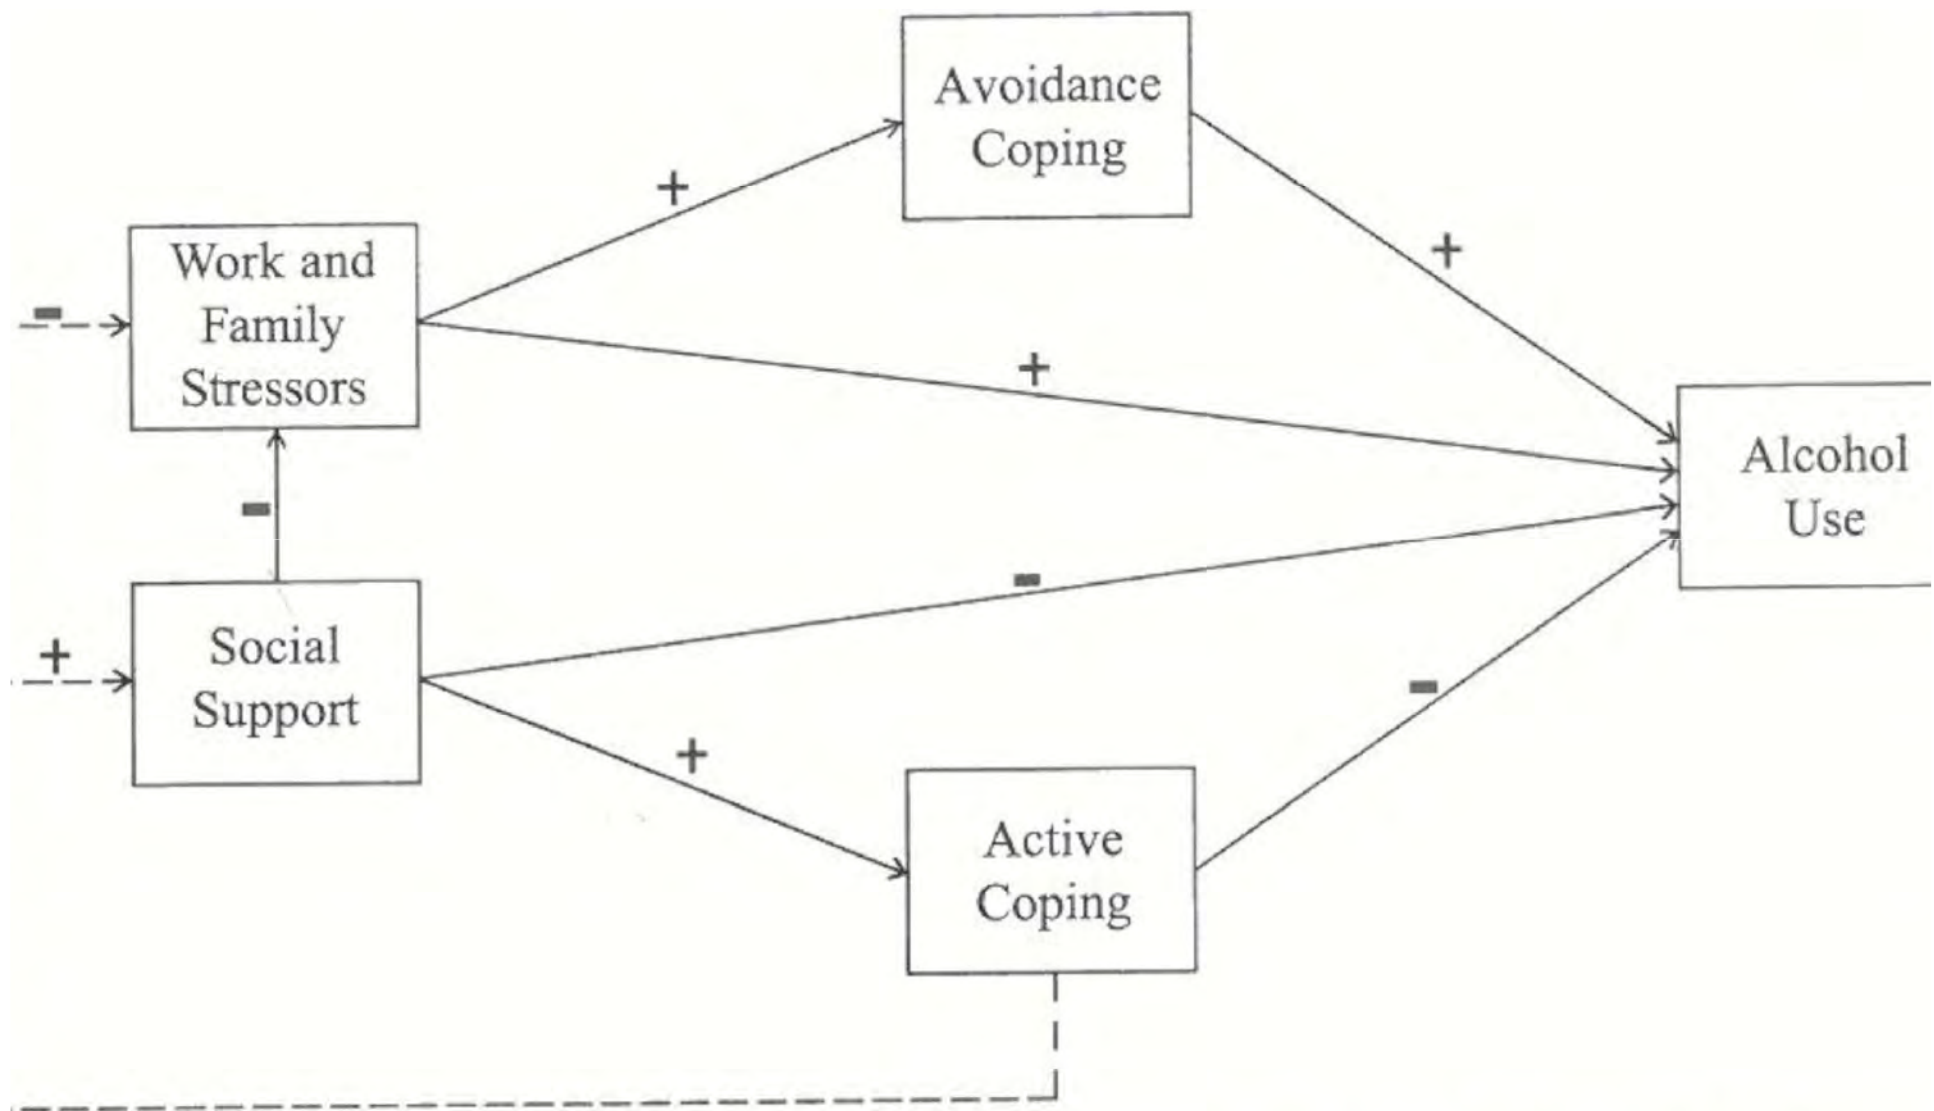 Avoidance
Coping
+
+
Work and
Family
Stressors
-
+
Alcohol
Use
-
-
Social
Support
+
-
+
Active
Coping